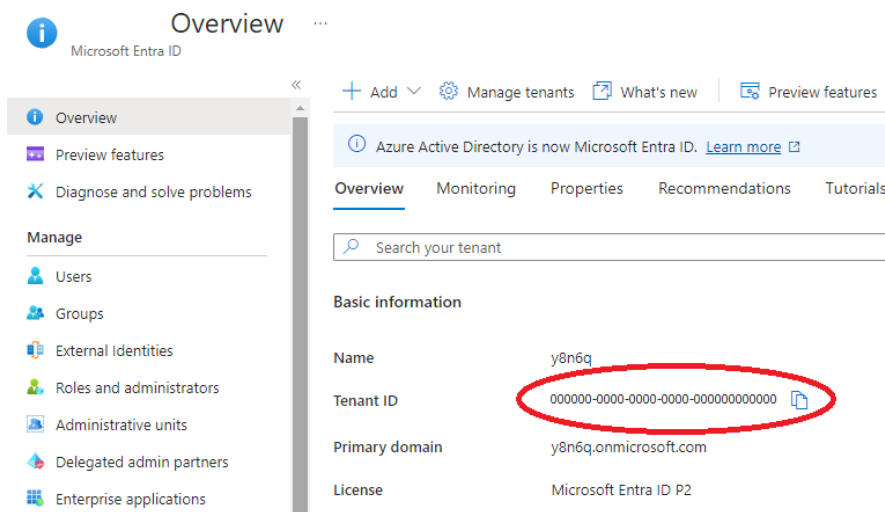 Overview ...
Microsoft Entra ID
«
Add
Manage tenants
What's new
Preview features
Overview
Preview features
Diagnose and solve problems
Manage
Users
Groups
External Identities
Roles and administrators
Administrative units
Delegated admin partners
Enterprise applications
Azure Active Directory is now Microsoft Entra ID. Learn more
Overview Monitoring Properties Recommendations Tutorials
Search your tenant
Basic information
Name y8n6q
Tenant ID 000000-0000-0000-0000-000000000000
Primary domain y8n6q.onmicrosoft.com
License Microsoft Entra ID P2